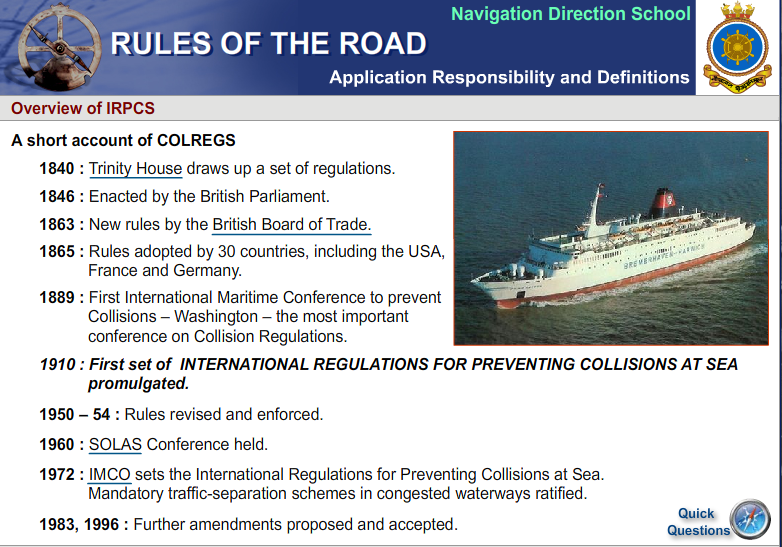 Navigation Direction School
RULES OF THE ROAD
Application Responsibility and Definitions
Overview of IRPCS
A short account of COLREGS
1840 : Trinity House draws up a set of regulations.
1846 : Enacted by the British Parliament.
1863 : New rules by the British Board of Trade.
1865 : Rules adopted by 30 countries, including the USA,
France and Germany.
1889 : First International Maritime Conference to prevent
Collisions – Washington – the most important
conference on Collision Regulations.
BREMERHAVEN-HARWICH
1910 : First set of INTERNATIONAL REGULATIONS FOR PREVENTING COLLISIONS AT SEA
promulgated.
1950 – 54 : Rules revised and enforced.
1960 : SOLAS Conference held.
1972 : IMCO sets the International Regulations for Preventing Collisions at Sea.
Mandatory traffic-separation schemes in congested waterways ratified.
1983, 1996 : Further amendments proposed and accepted.
Quick
Questions